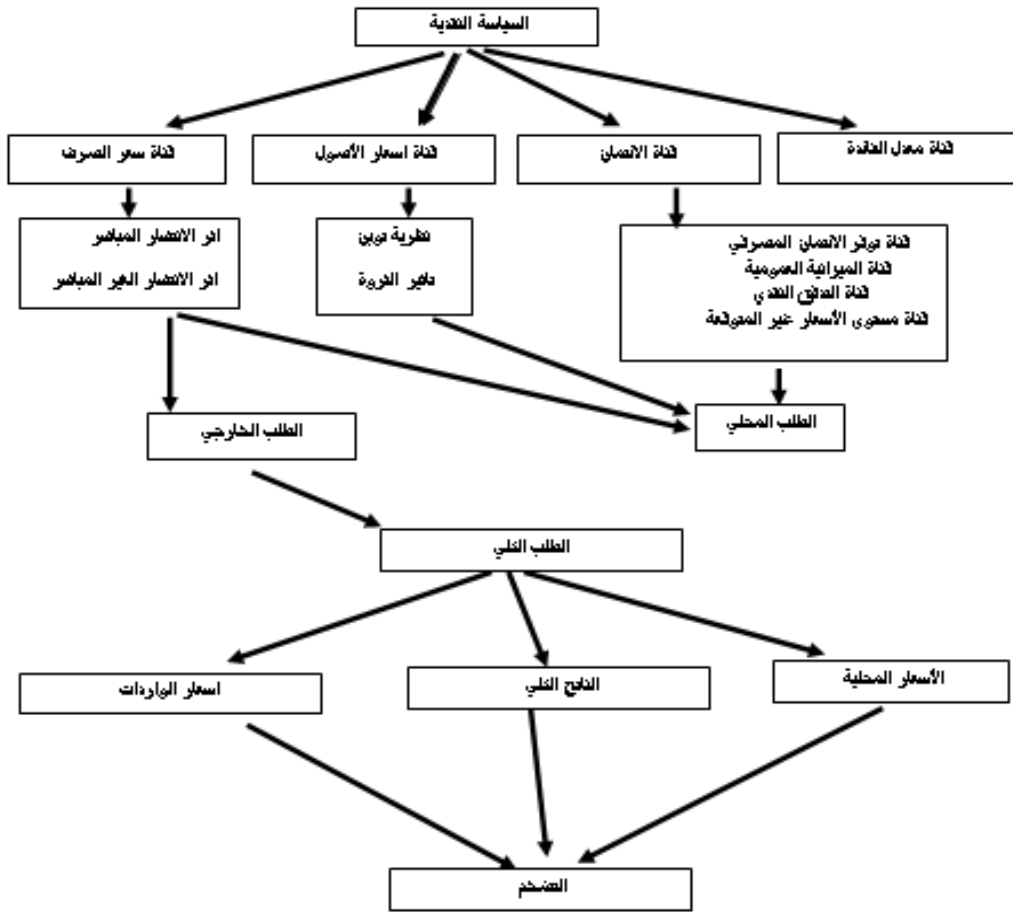 السياسة النقدية
قناة معدل الفائدة
قناة الائتمان
قناة اسعار الأصول
قناة سعر الصرف
قناة توفر الائتمان المصرفي
قناة الميزانية العمومية
قناة التدفق النقدي
قناة مستوى الأسعار غير المتوقعة
نظرية توبن
تاثير الثروة
اثر الانتشار المباشر
اثر الانتشار الغير المباشر
الطلب المحلي
الطلب الخارجي
الطلب الكلي
الأسعار المحلية
الناتج الكلي
اسعار الواردات
التضخم